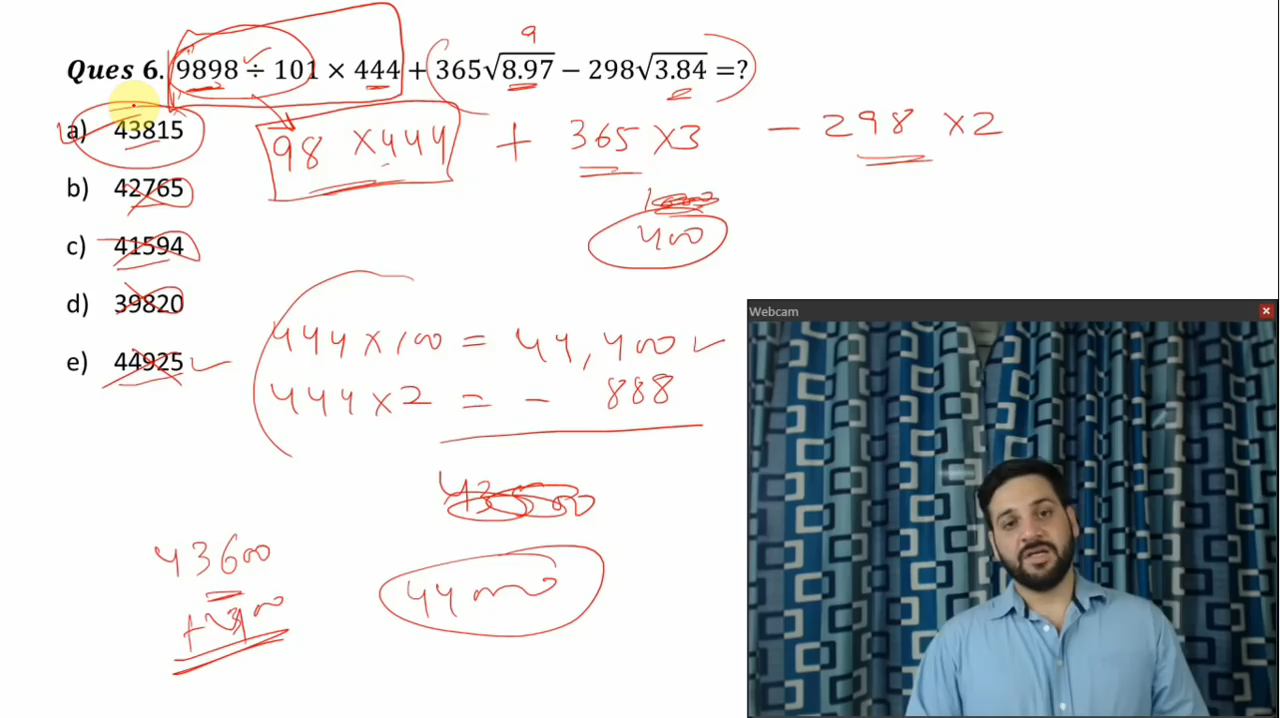 9
Ques 6. 9898 ÷ 101 × 444 + 365√8.97 − 298√3.84 =?
a) 43815
98 × 444 + 365 × 3 - 298 × 2
b) 42765
400
c) 41594
d) 39820
444 × 100 = 44,400
e) 44925
444 × 2 = - 888
43600
44000
Webcam